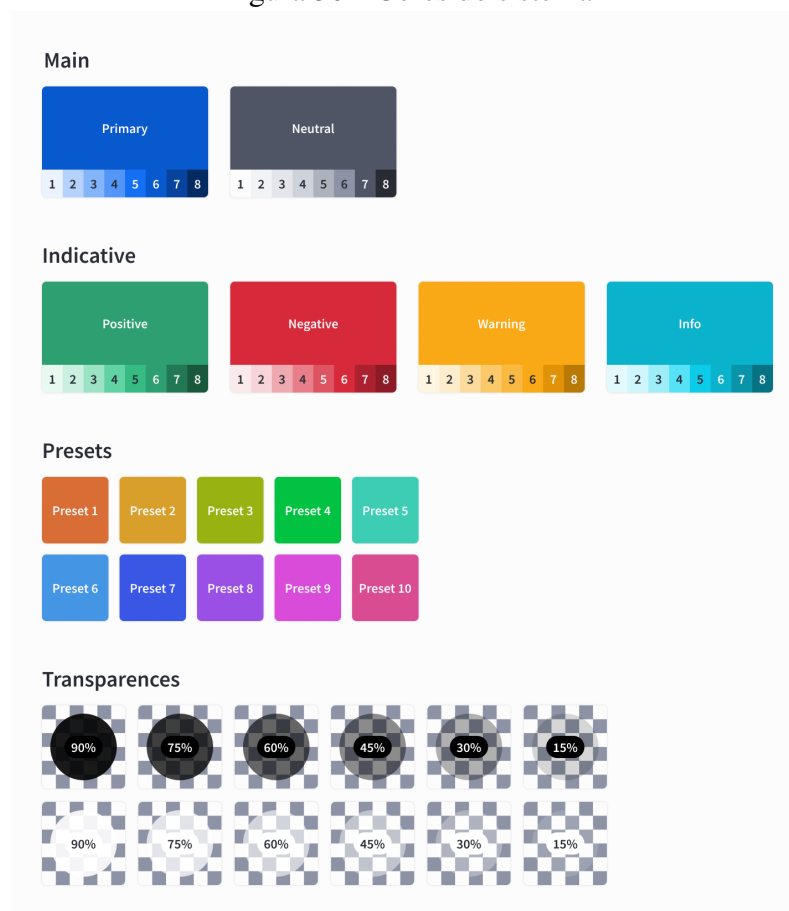 Main
Primary Neutral
1 2 3 4 5 6 7 8 1 2 3 4 5 6 7 8
Indicative
Positive Negative Warning Info
1 2 3 4 5 6 7 8 1 2 3 4 5 6 7 8 1 2 3 4 5 6 7 8 1 2 3 4 5 6 7 8
Presets
Preset 1 Preset 2 Preset 3 Preset 4 Preset 5
Preset 6 Preset 7 Preset 8 Preset 9 Preset 10
Transparences
90% 75% 60% 45% 30% 15%
90% 75% 60% 45% 30% 15%